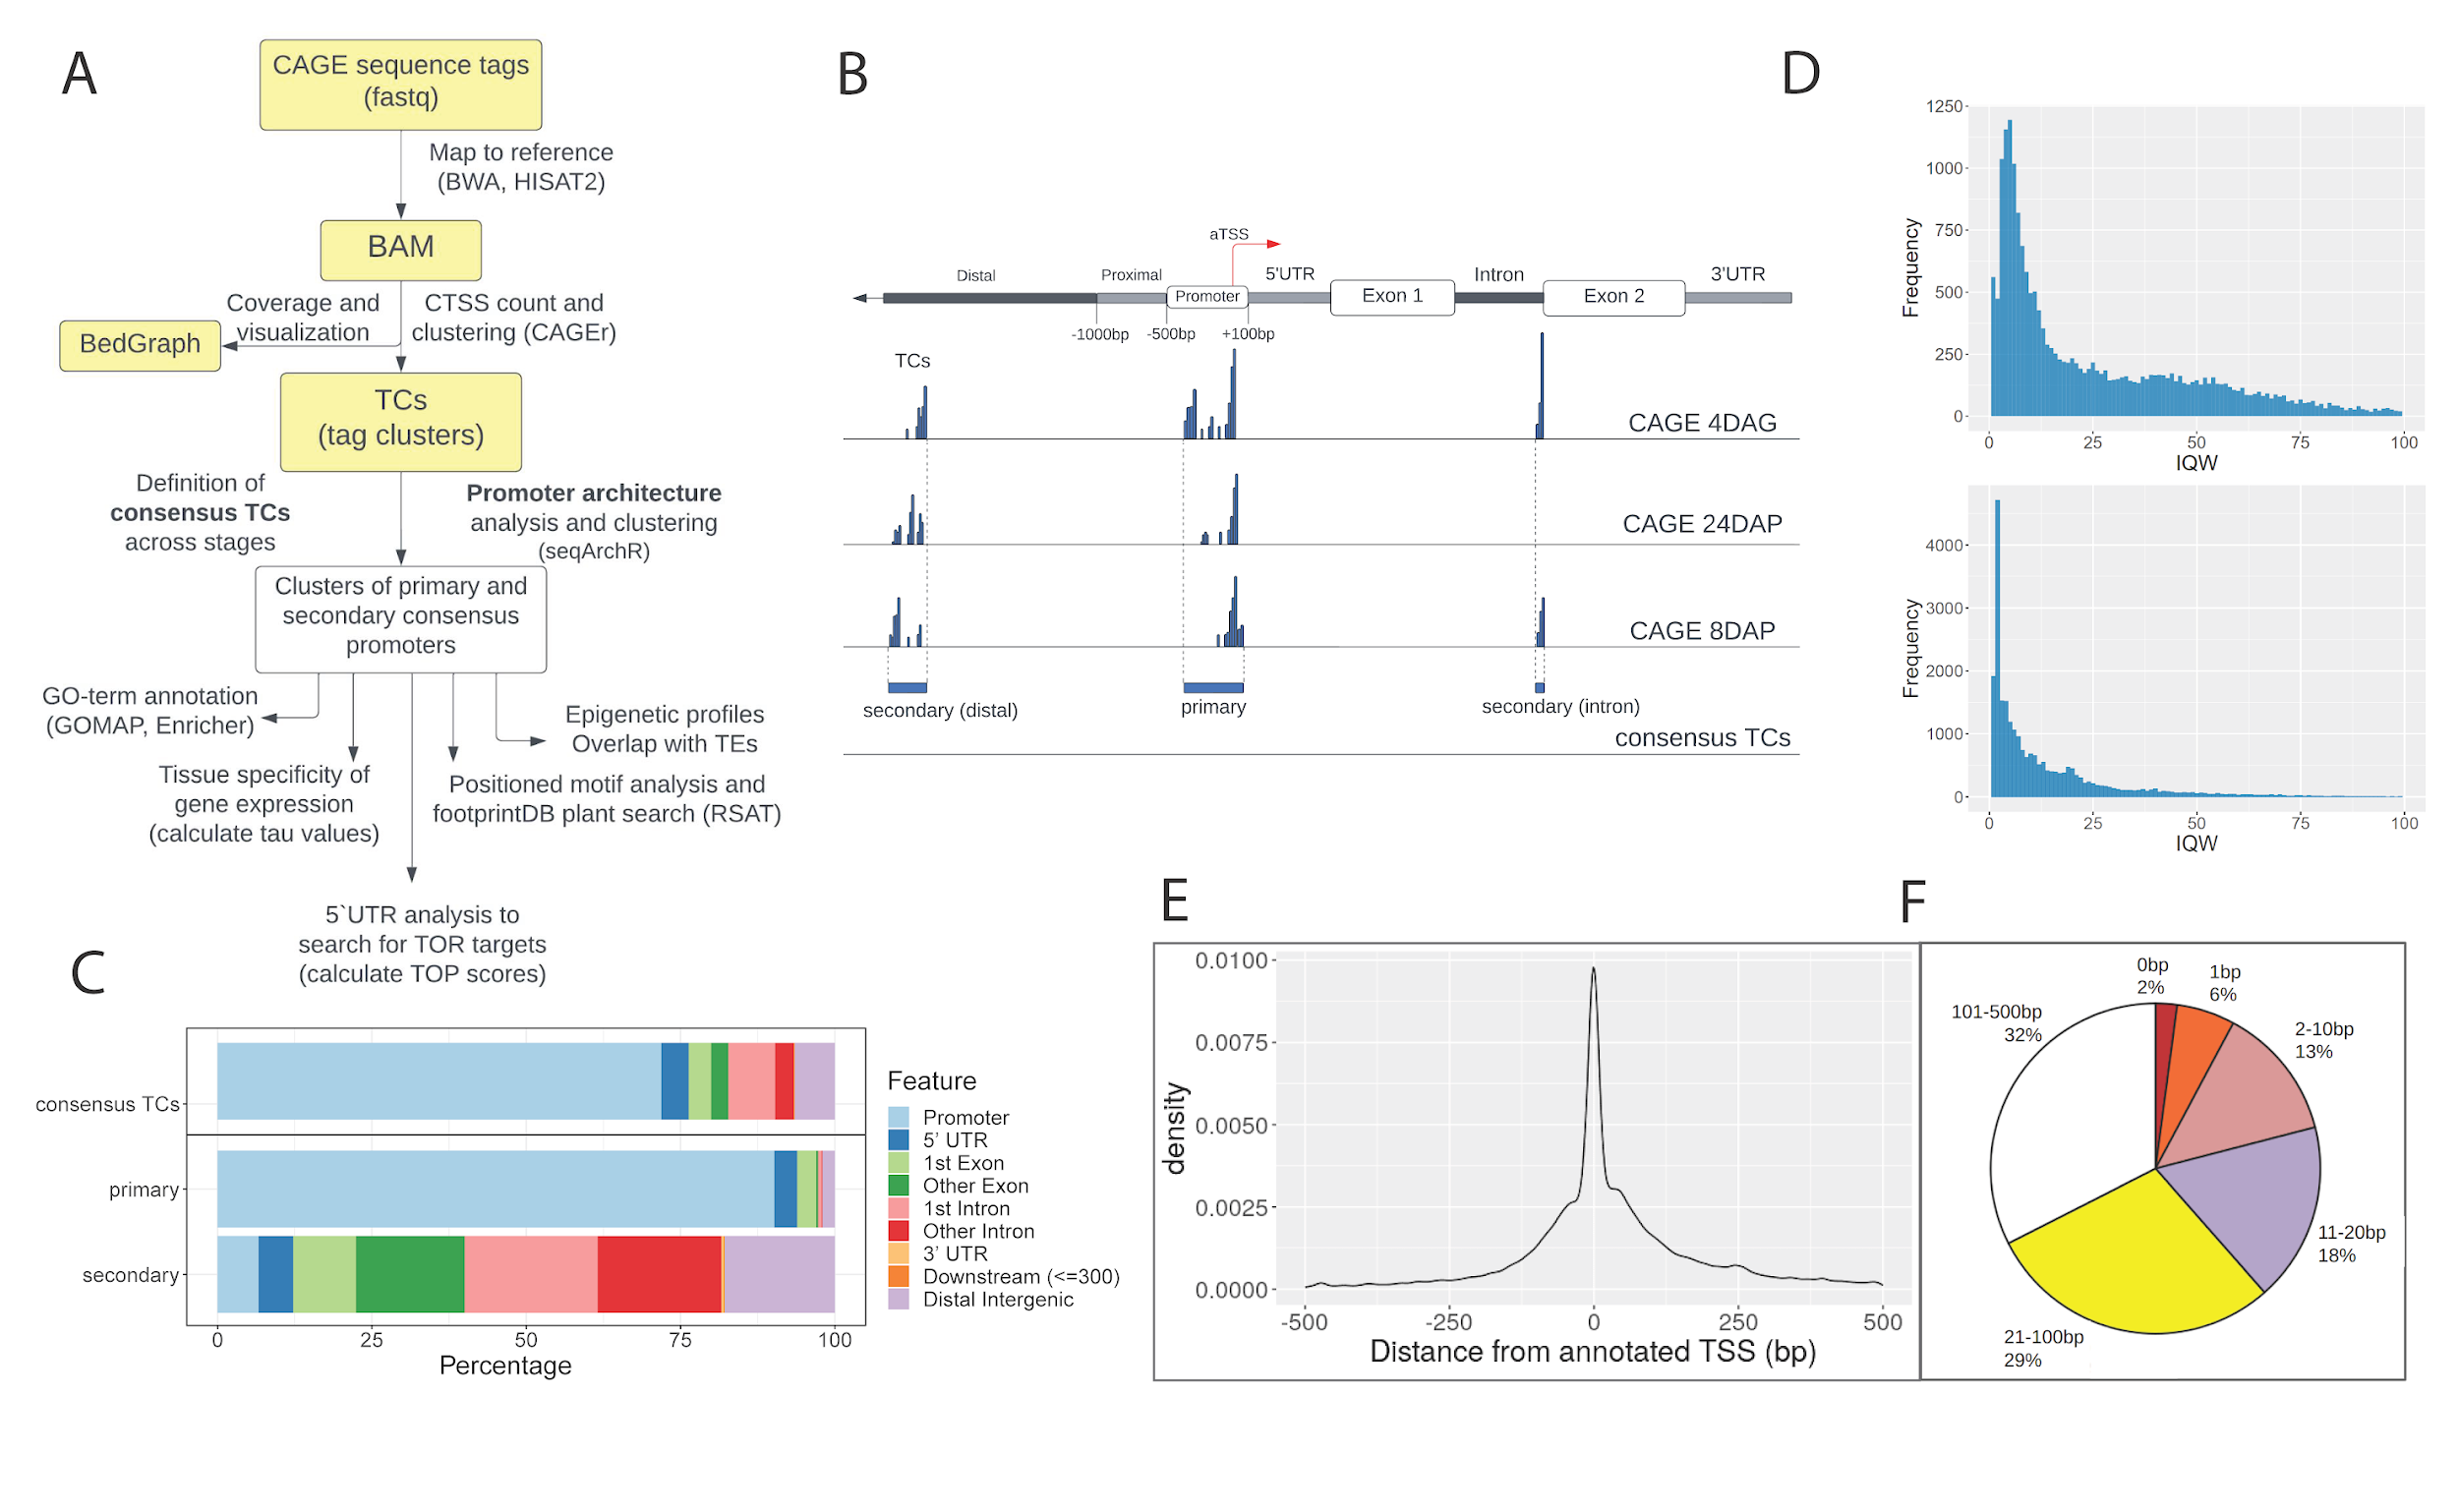 A
CAGE sequence tags
(fastq)
Map to reference
(BWA, HISAT2)
BAM
Coverage and
visualization
CTSS count and
clustering (CAGEr)
BedGraph
TCs
(tag clusters)
Definition of
consensus TCs
across stages
Promoter architecture
analysis and clustering
(seqArchR)
Clusters of primary and
secondary consensus
promoters
GO-term annotation
(GOMAP, Enricher)
Epigenetic profiles
Overlap with TEs
Tissue specificity of
gene expression
(calculate tau values)
Positioned motif analysis and
footprintDB plant search (RSAT)
5`UTR analysis to
search for TOR targets
(calculate TOP scores)
B
aTSS
Distal
Proximal
Promoter
5'UTR
Exon 1
Intron
Exon 2
3'UTR
-1000bp
-500bp
+100bp
TCs
CAGE 4DAG
CAGE 24DAP
CAGE 8DAP
secondary (distal)
primary
secondary (intron)
consensus TCs
C
consensus TCs
primary
secondary
0
25
50
75
100
Percentage
Feature
Promoter
5' UTR
1st Exon
Other Exon
1st Intron
Other Intron
3' UTR
Downstream (<=300)
Distal Intergenic
D
1250
1000
750
500
250
0
Frequency
0
25
50
75
100
IQW
4000
3000
2000
1000
0
Frequency
0
25
50
75
100
IQW
E
0.0100
0.0075
0.0050
0.0025
0.0000
density
-500
-250
0
250
500
Distance from annotated TSS (bp)
F
0bp
2%
1bp
6%
2-10bp
13%
11-20bp
18%
21-100bp
29%
101-500bp
32%